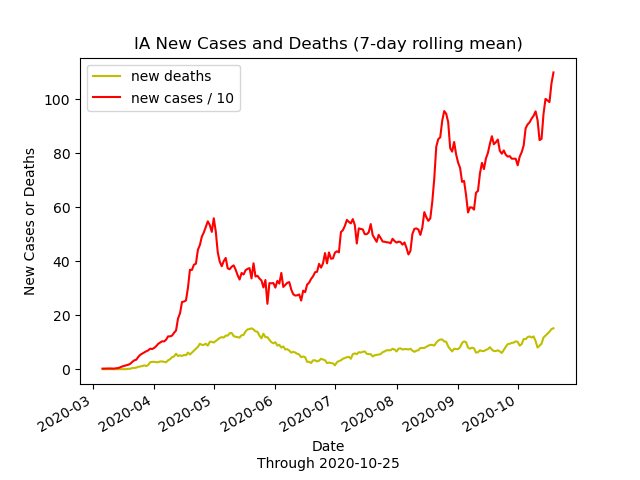 IA New Cases and Deaths (7-day rolling mean)
new deaths
new cases / 10
New Cases or Deaths
100
80
60
40
20
0
2020-03
2020-04
2020-05
2020-06
2020-07
2020-08
2020-09
2020-10
Date
Through 2020-10-25